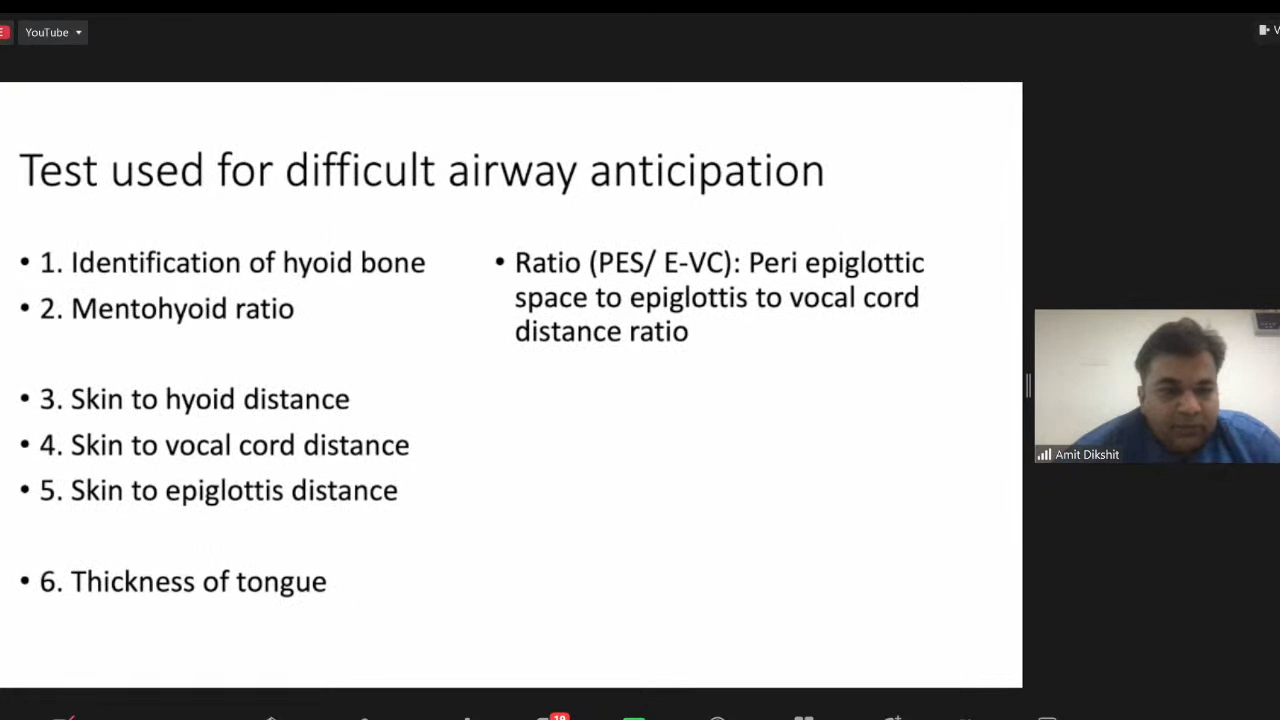 E
YouTube
V
Test used for difficult airway anticipation
• 1. Identification of hyoid bone
• 2. Mentohyoid ratio
• 3. Skin to hyoid distance
• 4. Skin to vocal cord distance
• 5. Skin to epiglottis distance
• 6. Thickness of tongue
• Ratio (PES/ E-VC): Peri epiglottic
space to epiglottis to vocal cord
distance ratio
Amit Dikshit
19